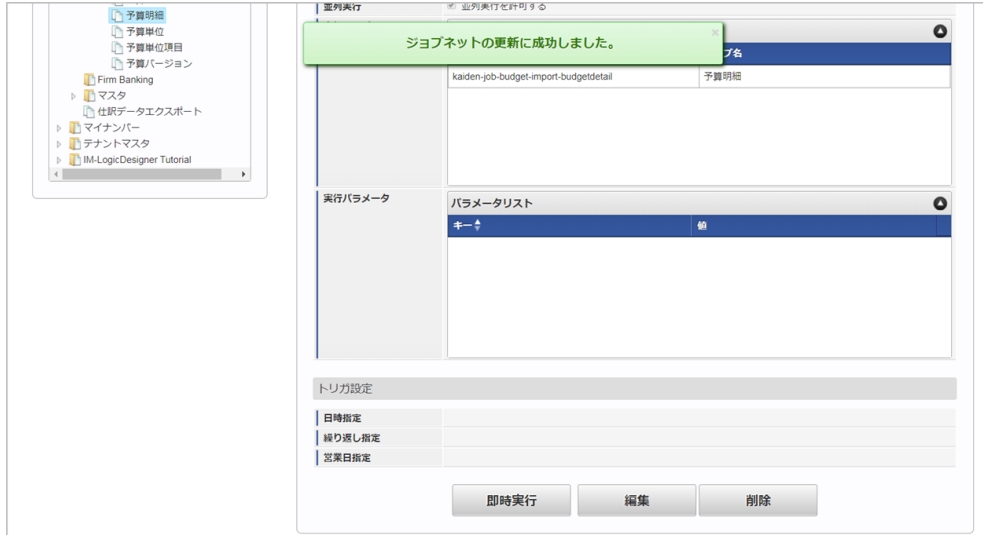 予算明細
予算単位
予算単位項目
予算バージョン
Firm Banking
マスタ
仕訳データエクスポート
マイナンバー
テナントマスタ
IM-LogicDesigner Tutorial
並列実行
並列実行を許可する
ジョブネットの更新に成功しました。
×
ブ名
kaiden-job-budget-import-budgetdetail
予算明細
実行パラメータ
パラメータリスト
キー
値
トリガ設定
日時指定
繰り返し指定
営業日指定
即時実行
編集
削除